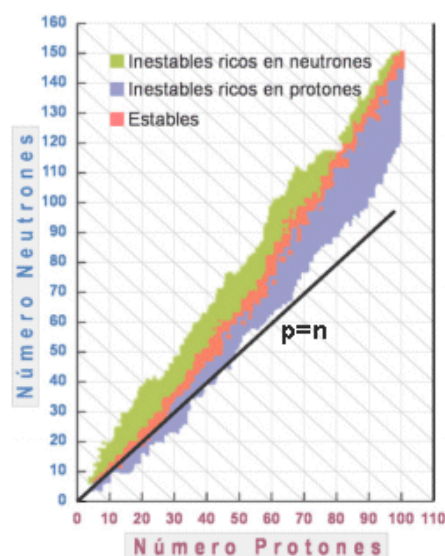 160
150
140
130
120
110
100
90
80
70
60
50
40
30
20
10
0
Número Neutrones
Inestables ricos en neutrones
Inestables ricos en protones
Estables
p=n
0 10 20 30 40 50 60 70 80 90 100 110
Número Protones